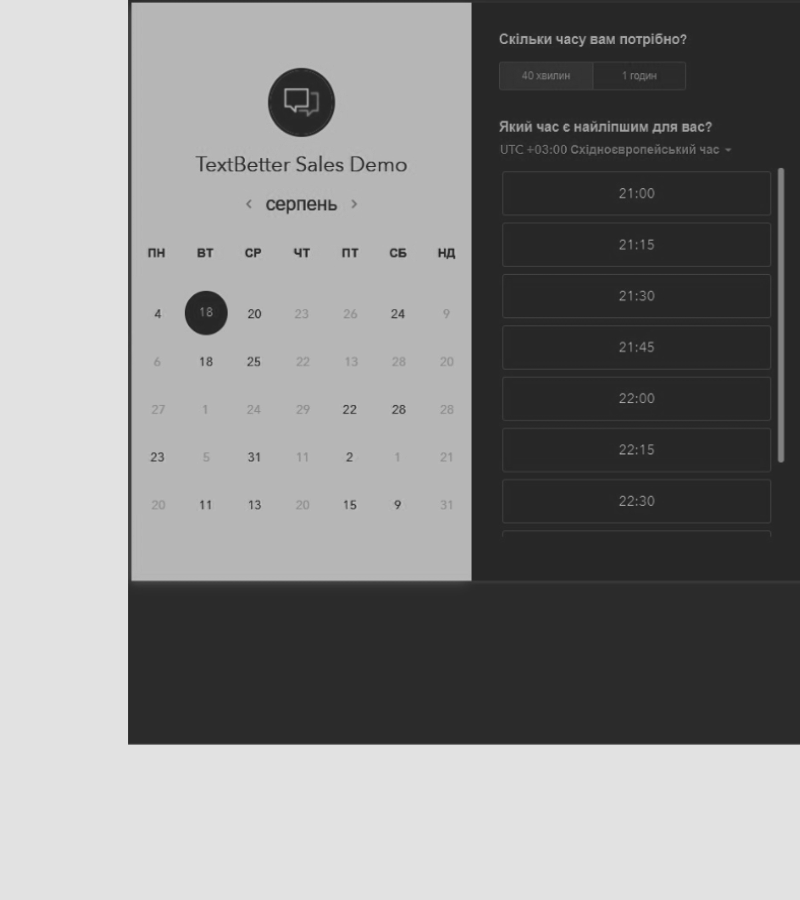 TextBetter Sales Demo
‹ серпень ›
ПН ВТ СР ЧТ ПТ СБ НД
4 18 20 23 26 24 9
6 18 25 22 13 28 20
27 1 24 29 22 28 28
23 5 31 11 2 1 21
20 11 13 20 15 9 31
Скільки часу вам потрібно?
40 хвилин 1 годин
Який час є найліпшим для вас?
UTC +03:00 Східноєвропейський час
21:00
21:15
21:30
21:45
22:00
22:15
22:30